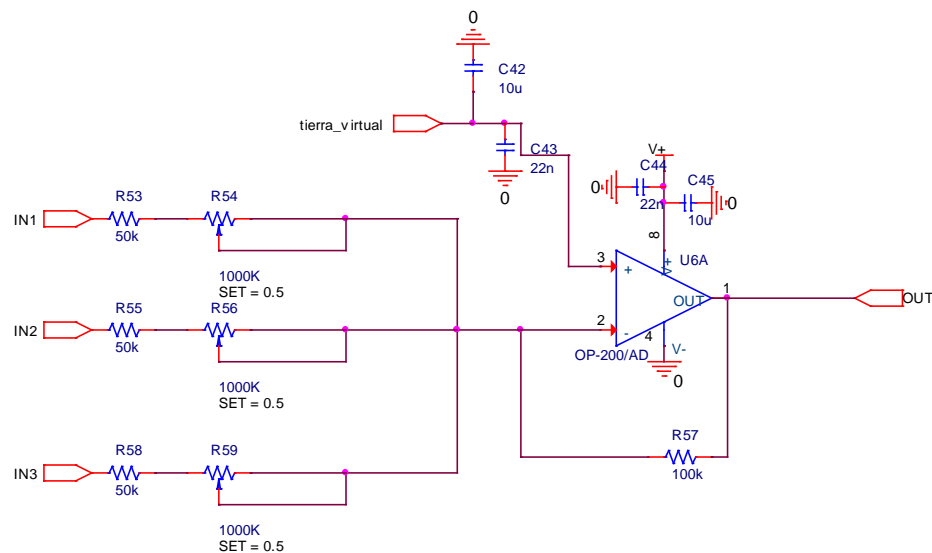 0
C42
10u
tierra_virtual
C43
22n
0
V+
C44
22n
0
C45
10u
0
R53
50k
R54
IN1
1000K
SET = 0.5
8
V+
U6A
3
+
OUT
1
OUT
2
-
4
V-
OP-200/AD
0
R55
50k
R56
IN2
1000K
SET = 0.5
R57
100k
R58
50k
R59
IN3
1000K
SET = 0.5